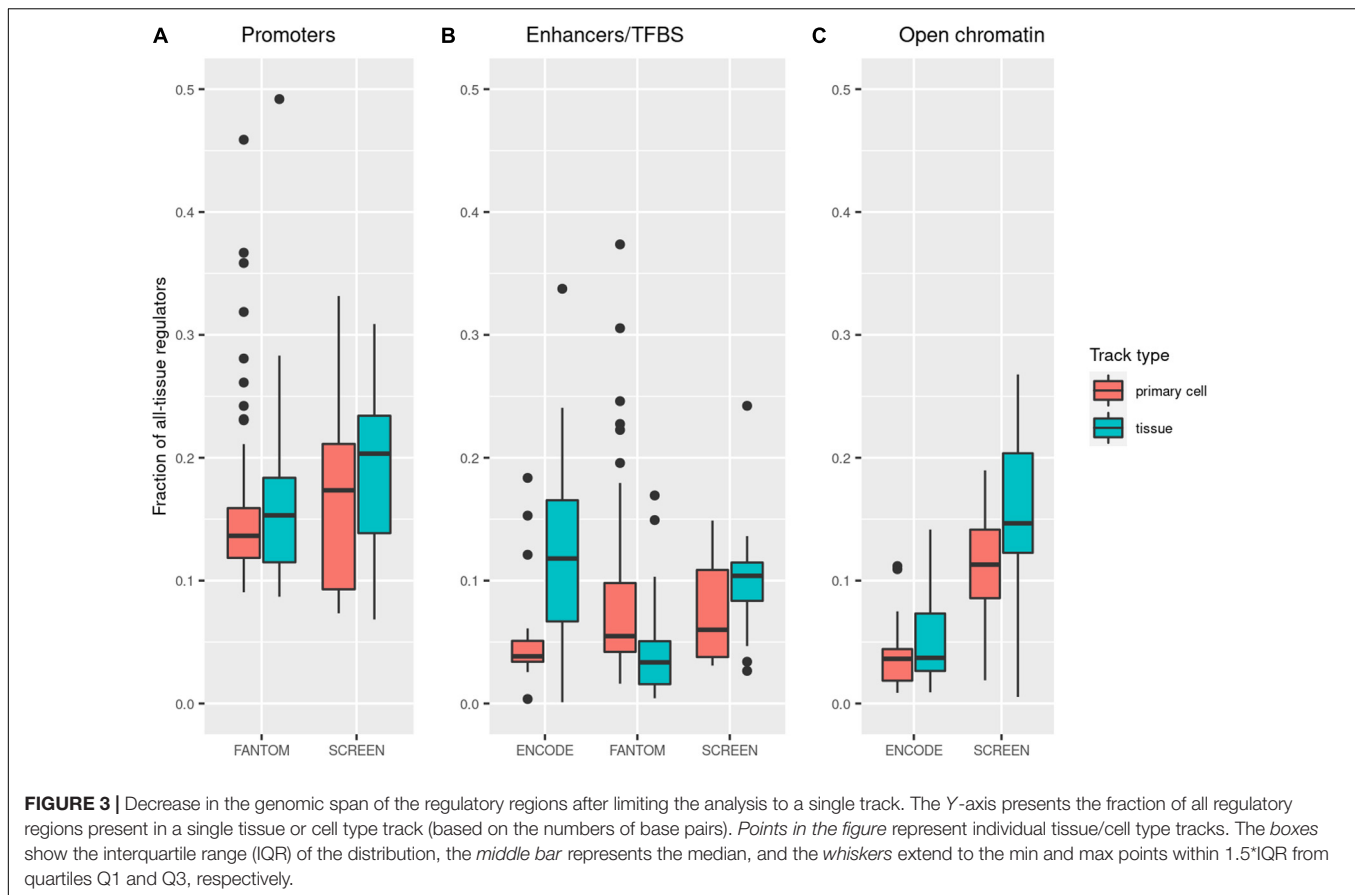 A Promoters
B Enhancers/TFBS
C Open chromatin
Fraction of all-tissue regulators
0.5
0.4
0.3
0.2
0.1
0.0
FANTOM SCREEN
0.5
0.4
0.3
0.2
0.1
0.0
ENCODE FANTOM SCREEN
0.5
0.4
0.3
0.2
0.1
0.0
ENCODE SCREEN
Track type
primary cell
tissue
FIGURE 3 | Decrease in the genomic span of the regulatory regions after limiting the analysis to a single track. The Y-axis presents the fraction of all regulatory
regions present in a single tissue or cell type track (based on the numbers of base pairs). Points in the figure represent individual tissue/cell type tracks. The boxes
show the interquartile range (IQR) of the distribution, the middle bar represents the median, and the whiskers extend to the min and max points within 1.5*IQR from
quartiles Q1 and Q3, respectively.